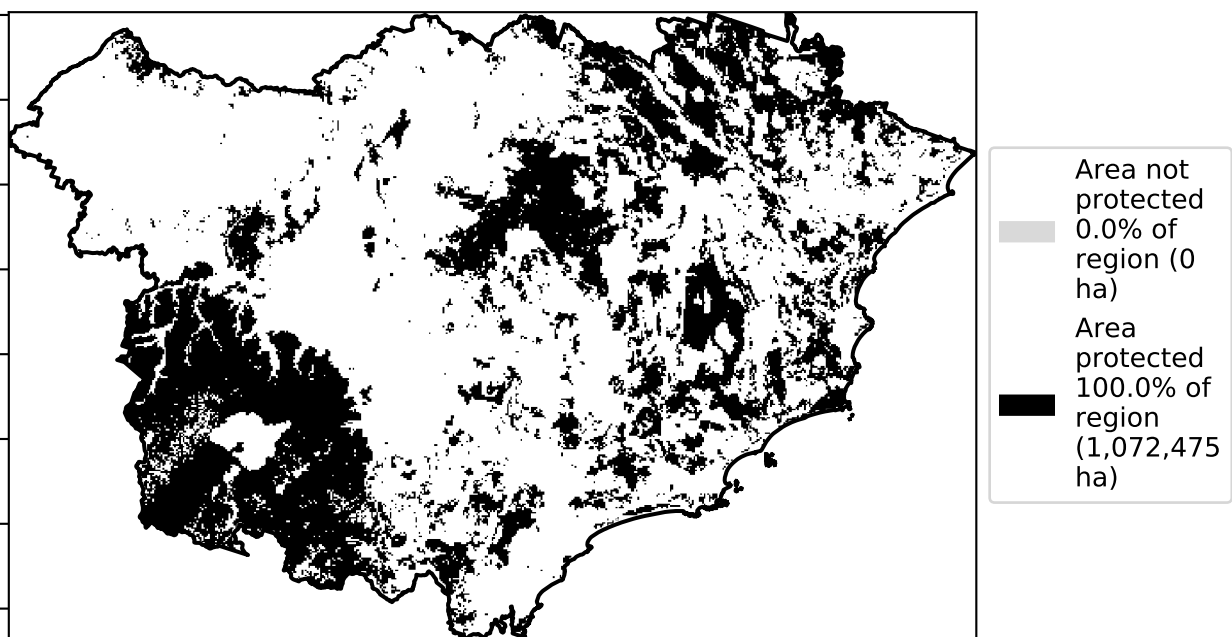 Area not
protected
0.0% of
region (0
ha)
Area
protected
100.0% of
region
(1,072,475
ha)